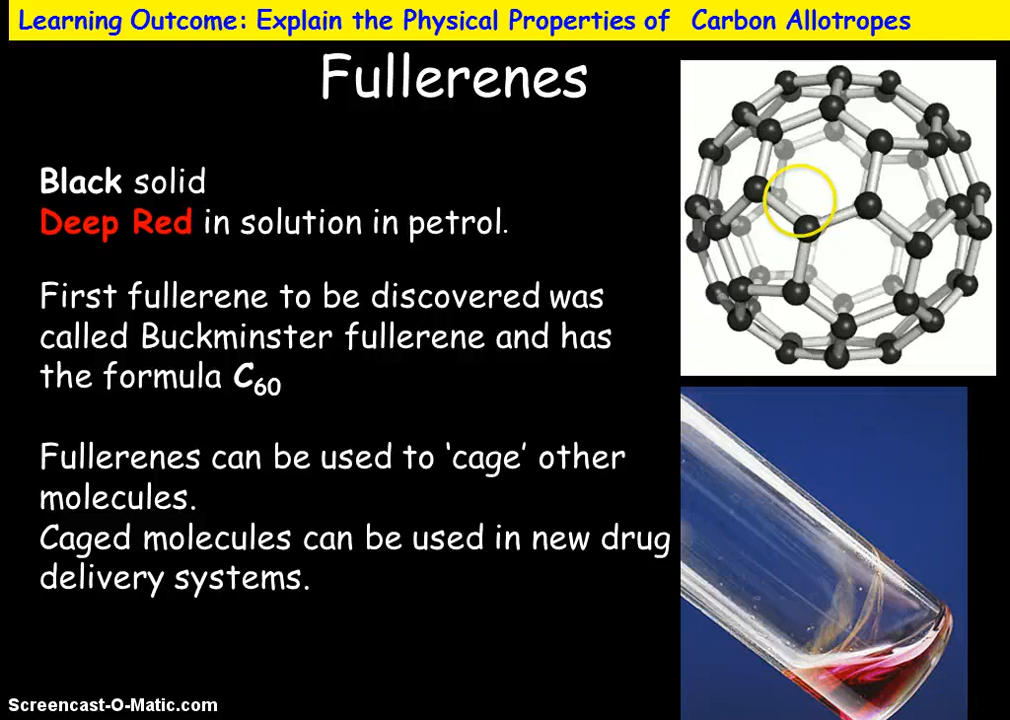 Learning Outcome: Explain the Physical Properties of Carbon Allotropes
Fullerenes
Black solid
Deep Red in solution in petrol.
First fullerene to be discovered was
called Buckminster fullerene and has
the formula C₆₀
Fullerenes can be used to ‘cage’ other
molecules.
Caged molecules can be used in new drug
delivery systems.
Screencast-O-Matic.com